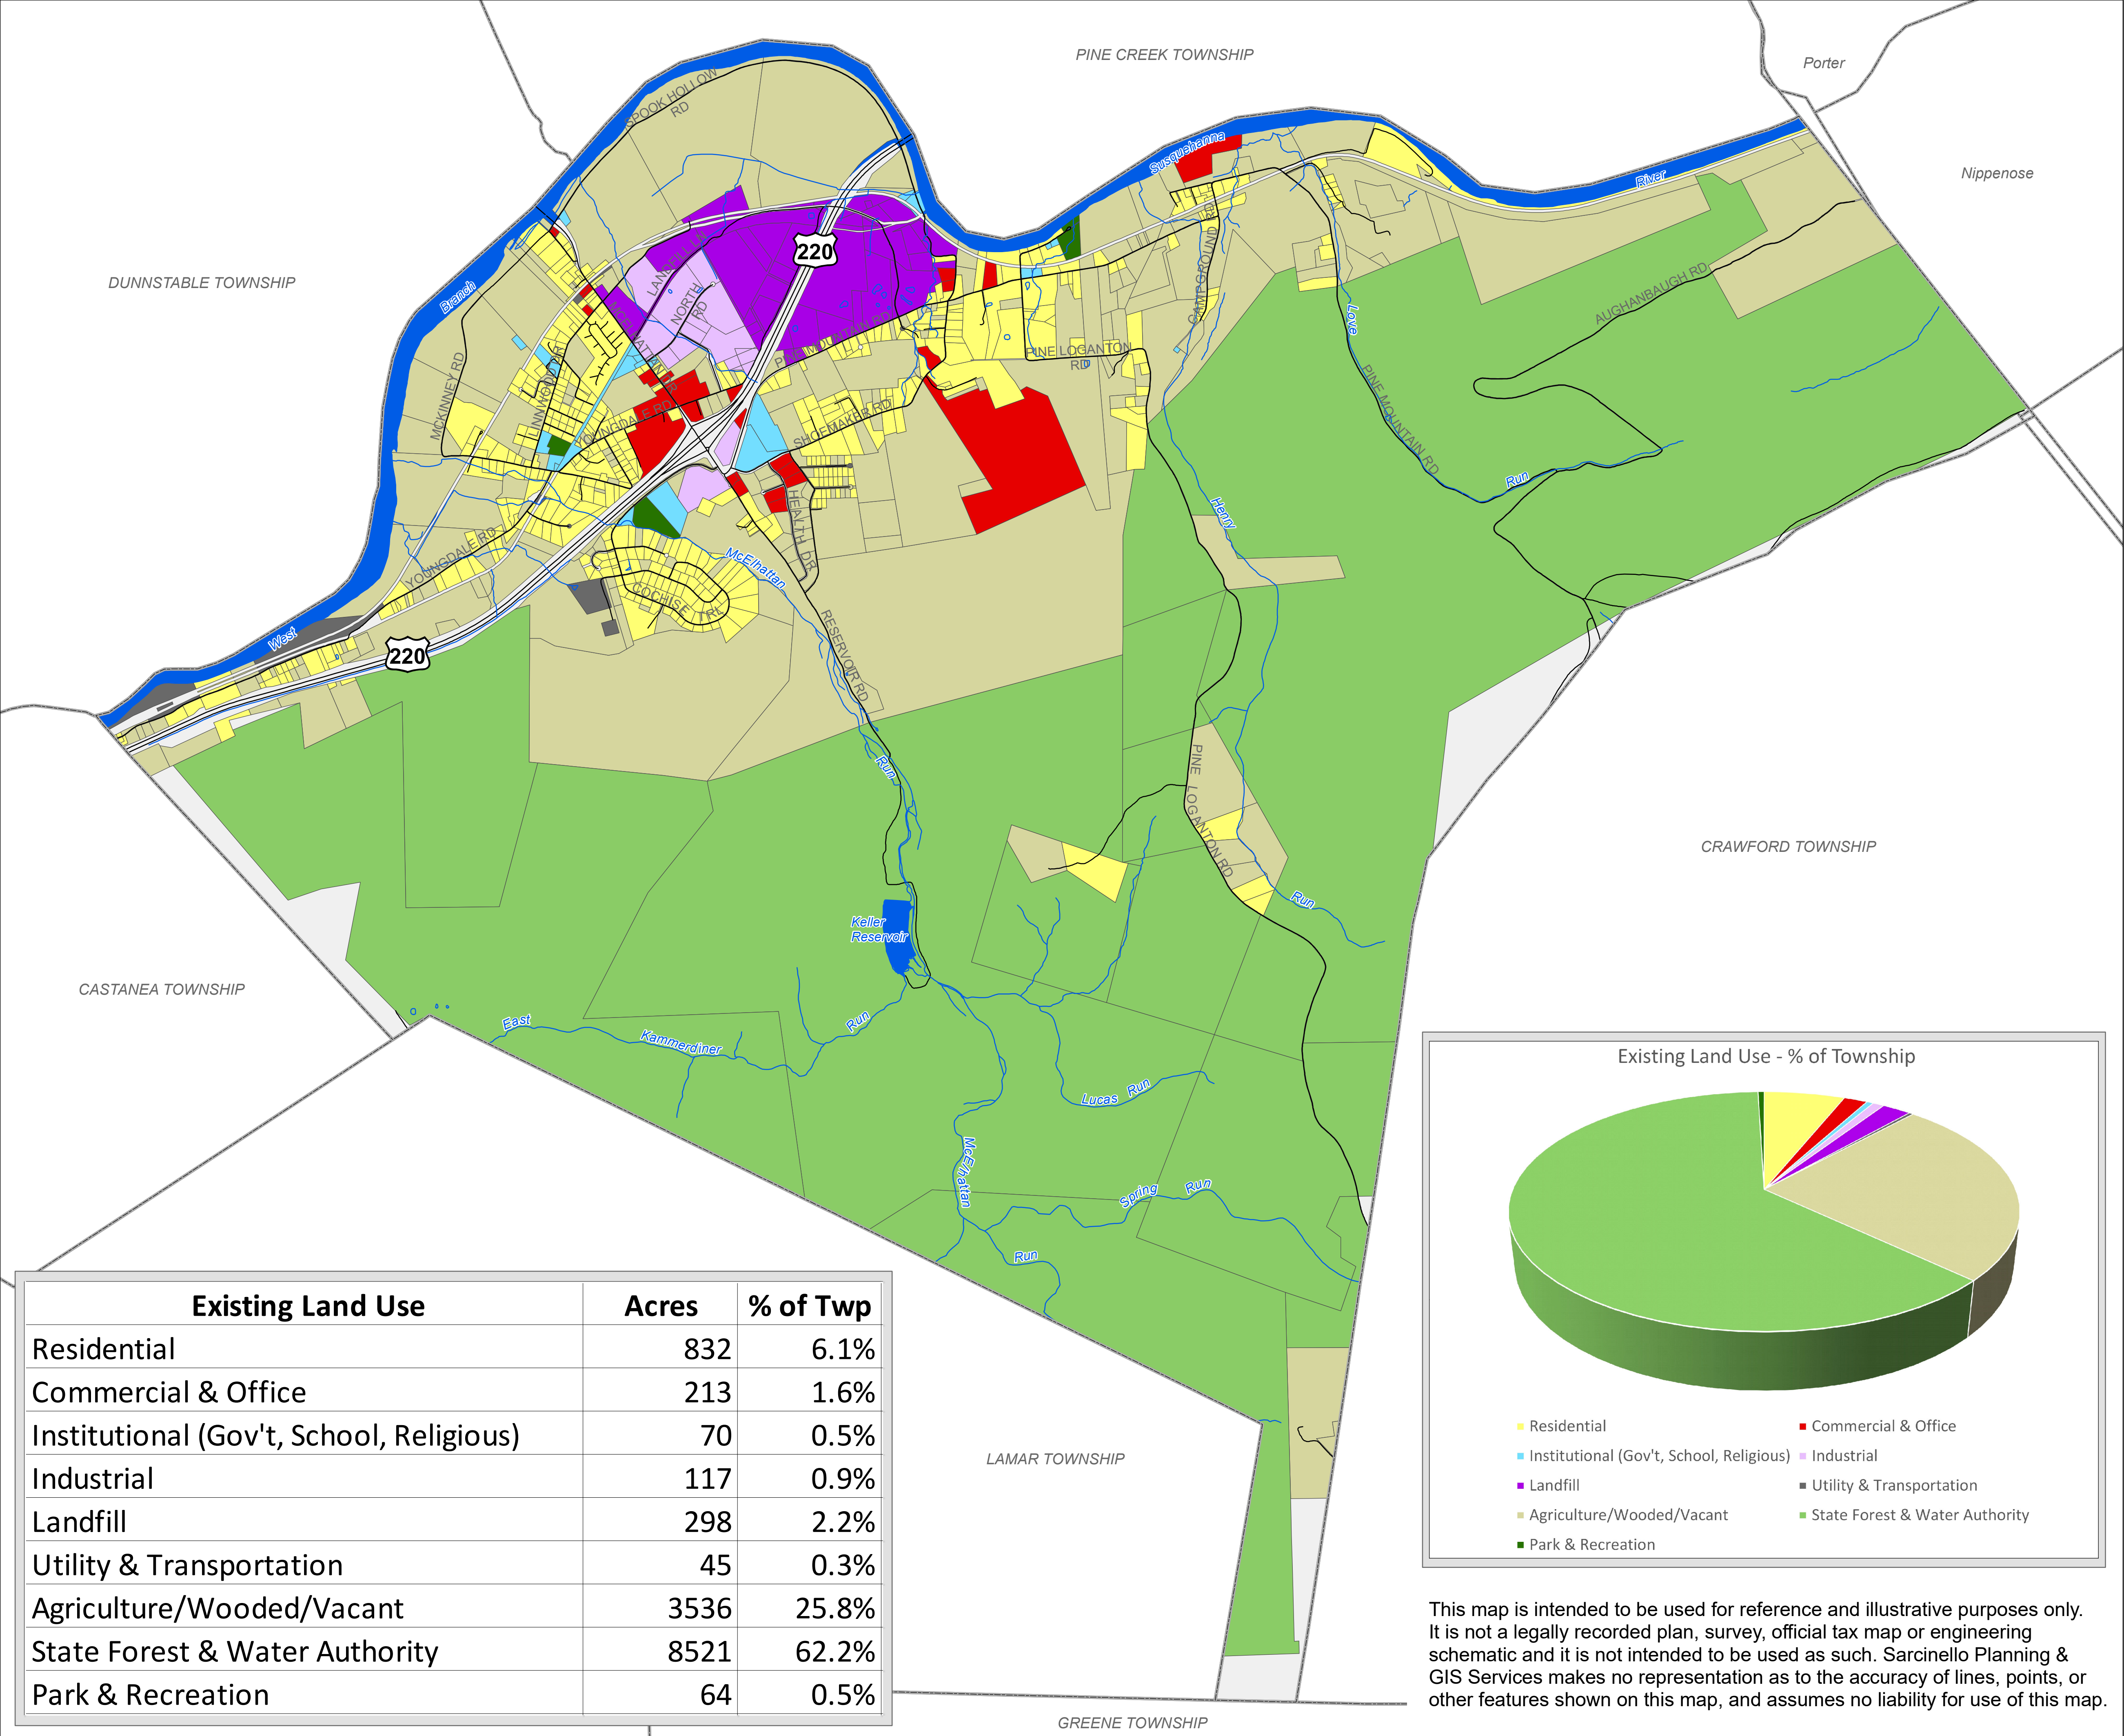 PINE CREEK TOWNSHIP
Porter
Nippenose
DUNNSTABLE TOWNSHIP
SPOOK HOLLOW
RD
Susquehanna
River
Branch
220
LANDFILL LN
NORTH
RD
MCELHATTAN DR
PINE MOUNTAIN RD
CAMPGROUND RD
AUGHANBAUGH RD
Love
PINE LOGANTON
RD
MCKINNEY RD
LINNWOOD DR
YOUNGDALE RD
SHOEMAKER RD
PINE MOUNTAIN RD
Run
HEALTH DR
Henry
YOUNGDALE RD
McElhattan
COCHISE TRL
West
220
RESERVOIR RD
Run
PINE LOGANTON RD
Run
CRAWFORD TOWNSHIP
Keller
Reservoir
CASTANEA TOWNSHIP
East
Kammerdiner
Run
Lucas Run
McElhattan
Spring Run
Run
LAMAR TOWNSHIP
GREENE TOWNSHIP
Existing Land Use Acres % of Twp
Residential 832 6.1%
Commercial & Office 213 1.6%
Institutional (Gov't, School, Religious) 70 0.5%
Industrial 117 0.9%
Landfill 298 2.2%
Utility & Transportation 45 0.3%
Agriculture/Wooded/Vacant 3536 25.8%
State Forest & Water Authority 8521 62.2%
Park & Recreation 64 0.5%
Existing Land Use - % of Township
Residential Commercial & Office
Institutional (Gov't, School, Religious) Industrial
Landfill Utility & Transportation
Agriculture/Wooded/Vacant State Forest & Water Authority
Park & Recreation
This map is intended to be used for reference and illustrative purposes only.
It is not a legally recorded plan, survey, official tax map or engineering
schematic and it is not intended to be used as such. Sarcinello Planning &
GIS Services makes no representation as to the accuracy of lines, points, or
other features shown on this map, and assumes no liability for use of this map.